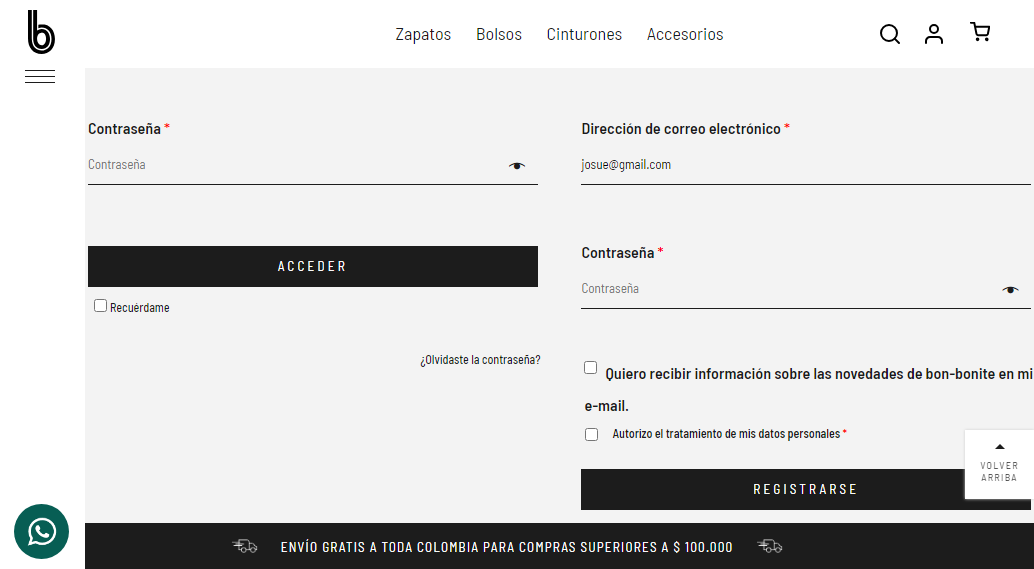 b
Zapatos Bolsos Cinturones Accesorios
Contraseña *
Contraseña
ACCEDER
Recuérdame
¿Olvidaste la contraseña?
Dirección de correo electrónico *
josue@gmail.com
Contraseña *
Contraseña
Quiero recibir información sobre las novedades de bon-bonite en mi
e-mail.
Autorizo el tratamiento de mis datos personales *
REGISTRARSE
VOLVER
ARRIBA
ENVÍO GRATIS A TODA COLOMBIA PARA COMPRAS SUPERIORES A $ 100.000